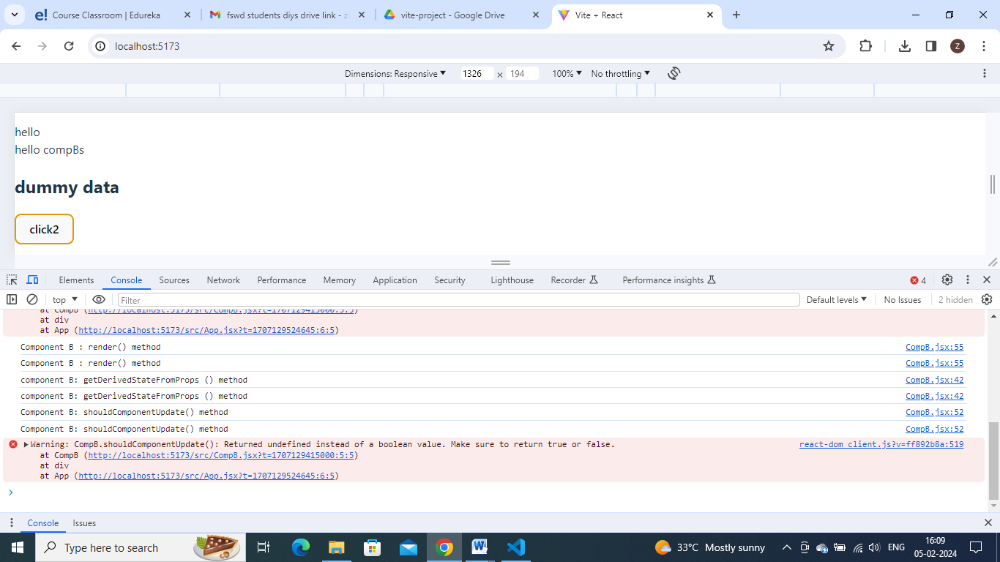 e! Course Classroom | Edureka
fswd students diys drive link - z
vite-project - Google Drive
Vite + React
localhost:5173
Z
Dimensions: Responsive 1326 × 194 100% No throttling
hello
hello compBs
dummy data
click2
Elements Console Sources Network Performance Memory Application Security Lighthouse Recorder Performance insights 4
top Filter Default levels No Issues 2 hidden
at CompB (http://localhost:5173/src/CompB.jsx?t=1707129415000:5:5)
at div
at App (http://localhost:5173/src/App.jsx?t=1707129524645:6:5)
Component B : render() method CompB.jsx:55
Component B : render() method CompB.jsx:55
component B: getDerivedStateFromProps () method CompB.jsx:42
component B: getDerivedStateFromProps () method CompB.jsx:42
Component B: shouldComponentUpdate() method CompB.jsx:52
Component B: shouldComponentUpdate() method CompB.jsx:52
Warning: CompB.shouldComponentUpdate(): Returned undefined instead of a boolean value. Make sure to return true or false. react-dom client.js?v=ff892b8a:519
at CompB (http://localhost:5173/src/CompB.jsx?t=1707129415000:5:5)
at div
at App (http://localhost:5173/src/App.jsx?t=1707129524645:6:5)
Console Issues
Type here to search
33°C Mostly sunny
ENG
16:09
05-02-2024